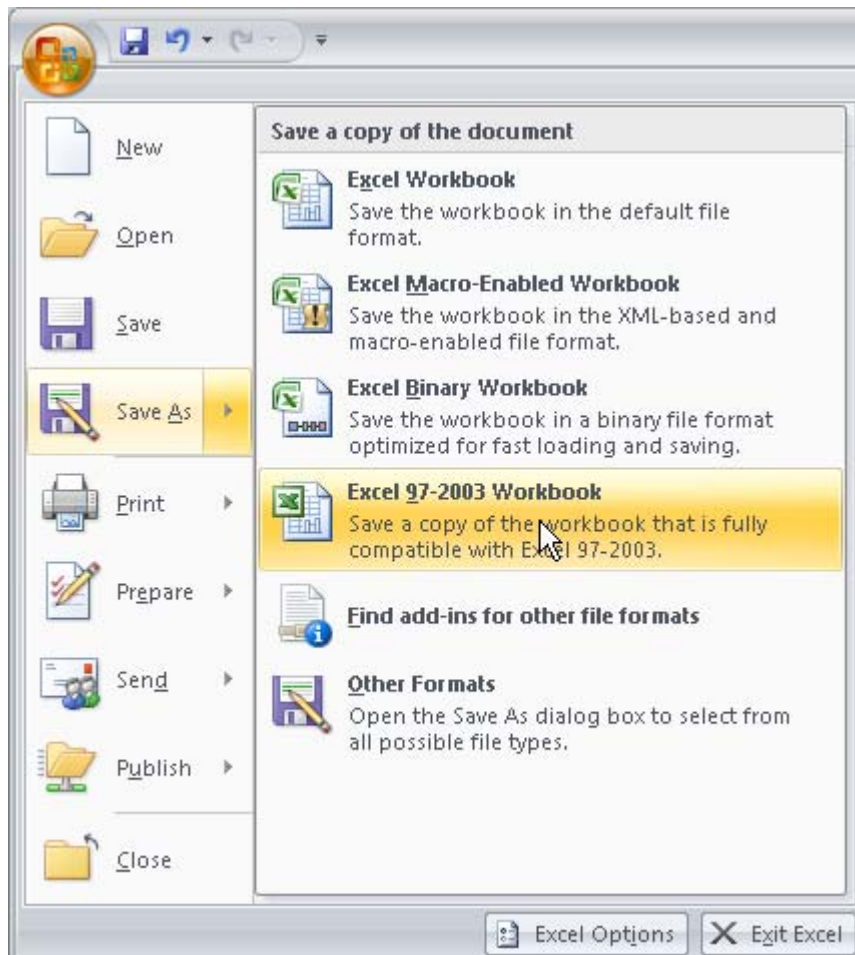 New
Open
Save
Save As
Print
Prepare
Send
Publish
Close
Save a copy of the document
Excel Workbook
Save the workbook in the default file
format.
Excel Macro-Enabled Workbook
Save the workbook in the XML-based and
macro-enabled file format.
Excel Binary Workbook
Save the workbook in a binary file format
optimized for fast loading and saving.
Excel 97-2003 Workbook
Save a copy of the workbook that is fully
compatible with Excel 97-2003.
Find add-ins for other file formats
Other Formats
Open the Save As dialog box to select from
all possible file types.
Excel Options
Exit Excel